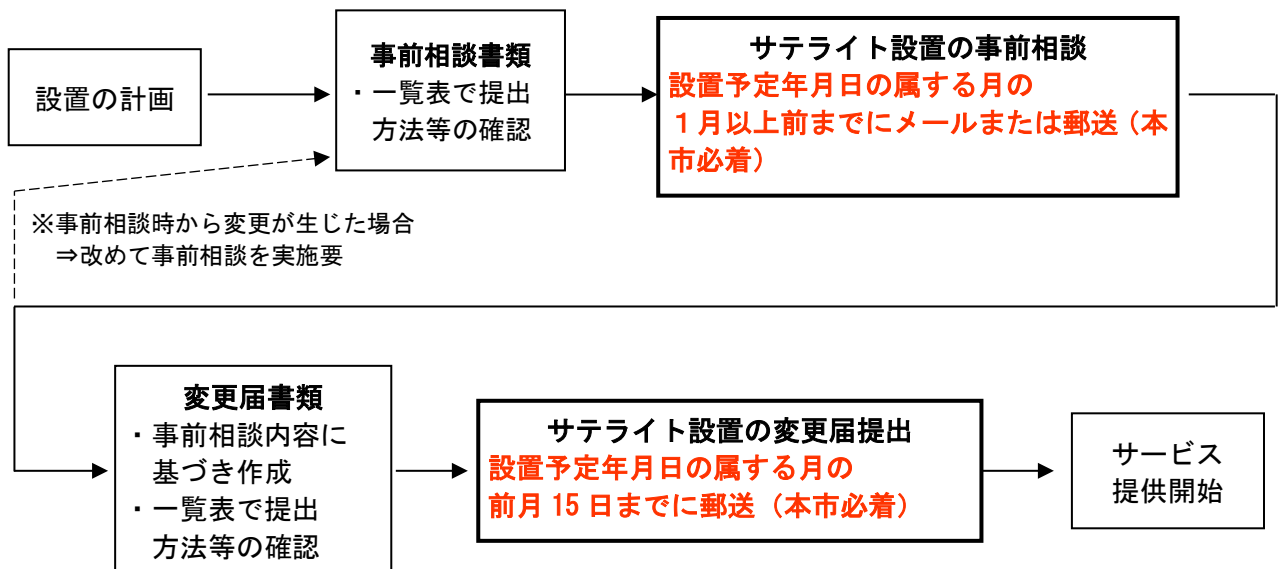 設置の計画
事前相談書類
・一覧表で提出
方法等の確認
サテライト設置の事前相談
設置予定年月日の属する月の
１月以上前までにメールまたは郵送（本
市必着）
※事前相談時から変更が生じた場合
⇒改めて事前相談を実施要
変更届書類
・事前相談内容に
基づき作成
・一覧表で提出
方法等の確認
サテライト設置の変更届提出
設置予定年月日の属する月の
前月 15 日までに郵送（本市必着）
サービス
提供開始